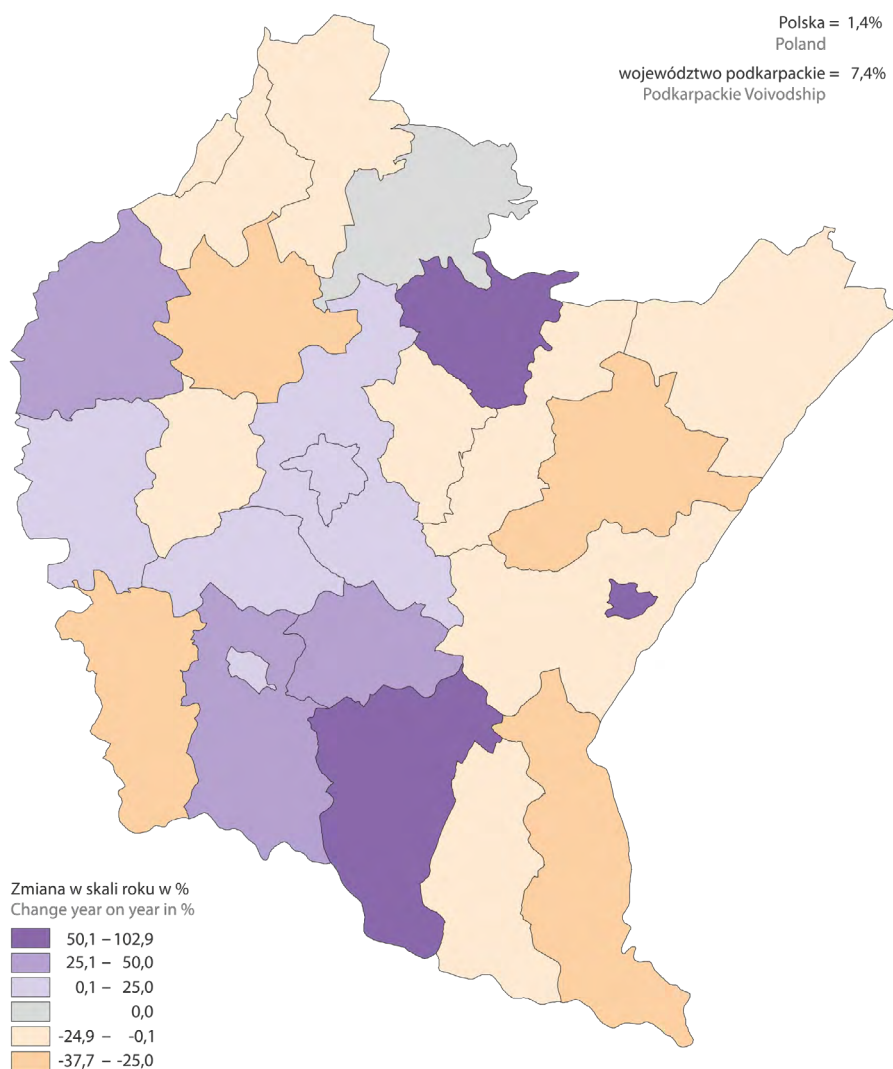 Polska = 1,4%
Poland
województwo podkarpackie = 7,4%
Podkarpackie Voivodship
Zmiana w skali roku w %
Change year on year in %
50,1 – 102,9
25,1 – 50,0
0,1 – 25,0
0,0
-24,9 – -0,1
-37,7 – -25,0